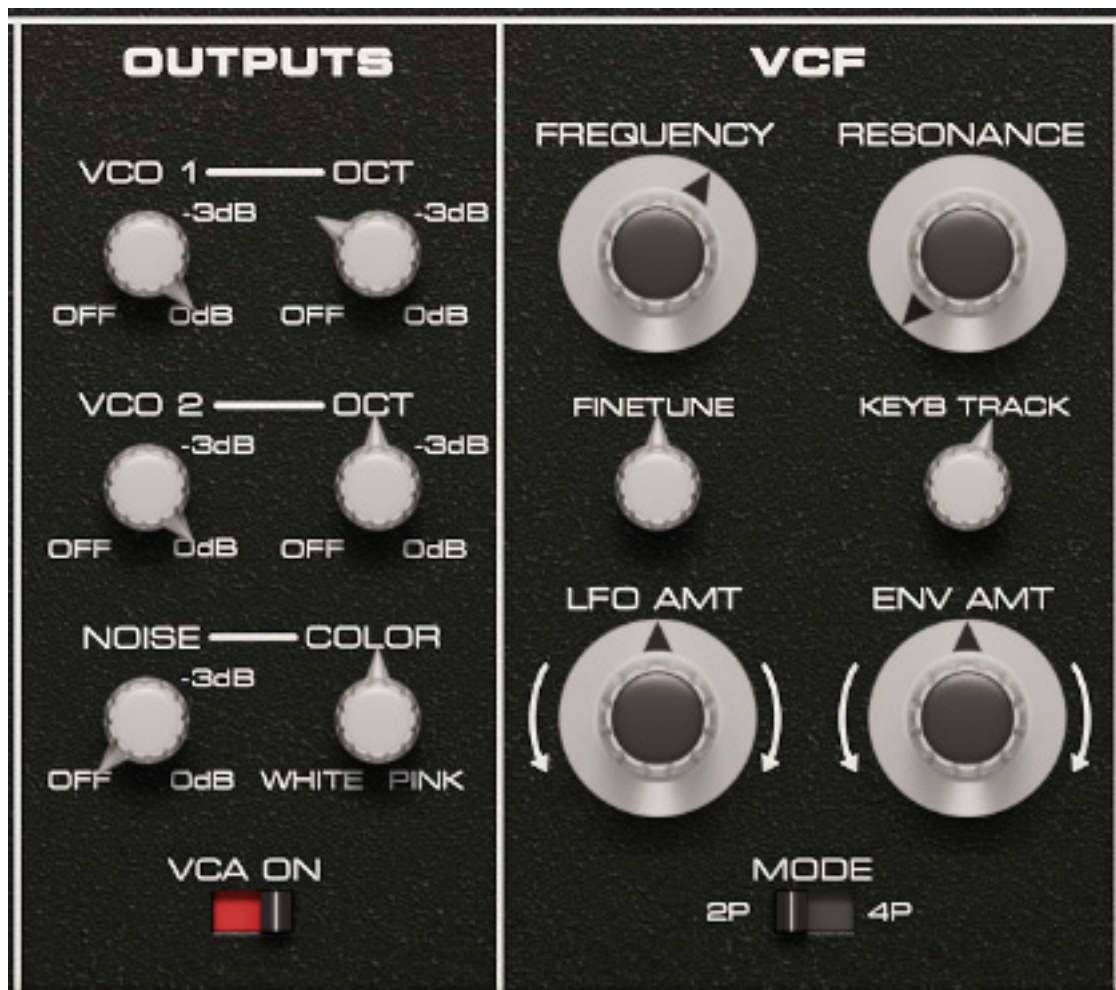 OUTPUTS
VCO 1 OCT
-3dB -3dB
OFF 0dB OFF 0dB
VCO 2 OCT
-3dB -3dB
OFF 0dB OFF 0dB
NOISE COLOR
-3dB
OFF 0dB WHITE PINK
VCA ON
VCF
FREQUENCY RESONANCE
FINETUNE KEYB TRACK
LFO AMT ENV AMT
MODE
2P 4P